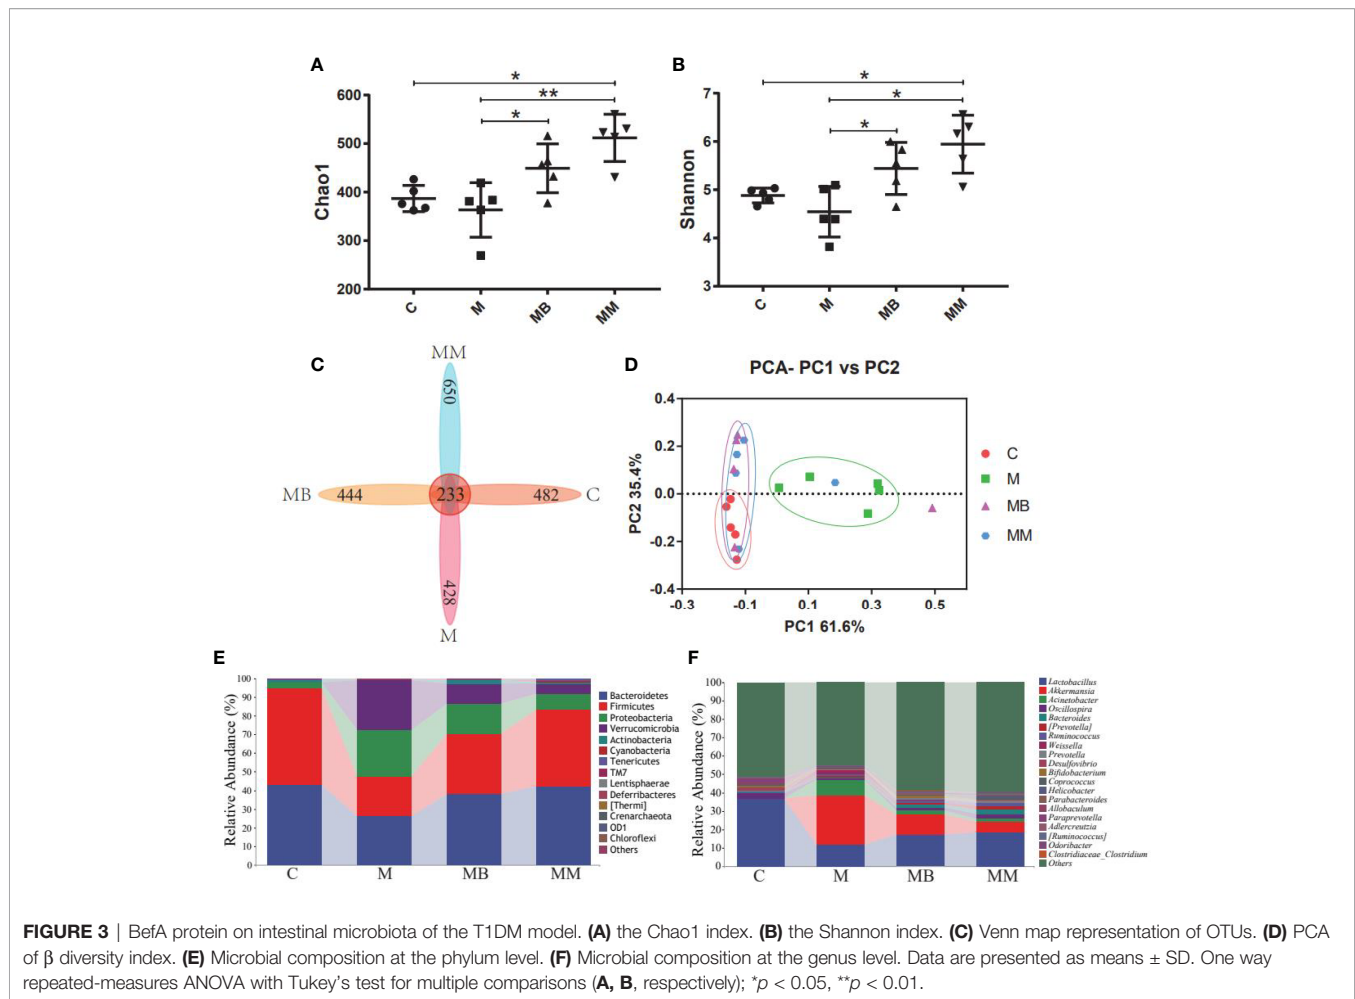 A
*
**
*
600
500
400
300
200
Chao1
C
M
MB
MM
B
*
*
*
7
6
5
4
3
Shannon
C
M
MB
MM
C
MM
650
MB
444
233
482
C
428
M
D
PCA- PC1 vs PC2
0.4
0.2
0.0
-0.2
-0.4
PC2 35.4%
-0.3
-0.1
0.1
0.3
0.5
PC1 61.6%
C
M
MB
MM
E
100
90
80
70
60
50
40
30
20
10
0
Relative Abundance (%)
C
M
MB
MM
Bacteroidetes
Firmicutes
Proteobacteria
Verrucomicrobia
Actinobacteria
Cyanobacteria
Tenericutes
TM7
Lentisphaerae
Deferribacteres
[Thermi]
Crenarchaeota
OD1
Chloroflexi
Others
F
100
90
80
70
60
50
40
30
20
10
0
Relative Abundance (%)
C
M
MB
MM
Lactobacillus
Akkermansia
Acinetobacter
Oscillospira
Bacteroides
[Prevotella]
Ruminococcus
Weissella
Prevotella
Desulfovibrio
Bifidobacterium
Coprococcus
Helicobacter
Parabacteroides
Allobaculum
Paraprevotella
Adlercreutzia
[Ruminococcus]
Odoribacter
Clostridiaceae_Clostridium
Others
FIGURE 3 | BefA protein on intestinal microbiota of the T1DM model. (A) the Chao1 index. (B) the Shannon index. (C) Venn map representation of OTUs. (D) PCA
of β diversity index. (E) Microbial composition at the phylum level. (F) Microbial composition at the genus level. Data are presented as means ± SD. One way
repeated-measures ANOVA with Tukey's test for multiple comparisons (A, B, respectively); *p < 0.05, **p < 0.01.